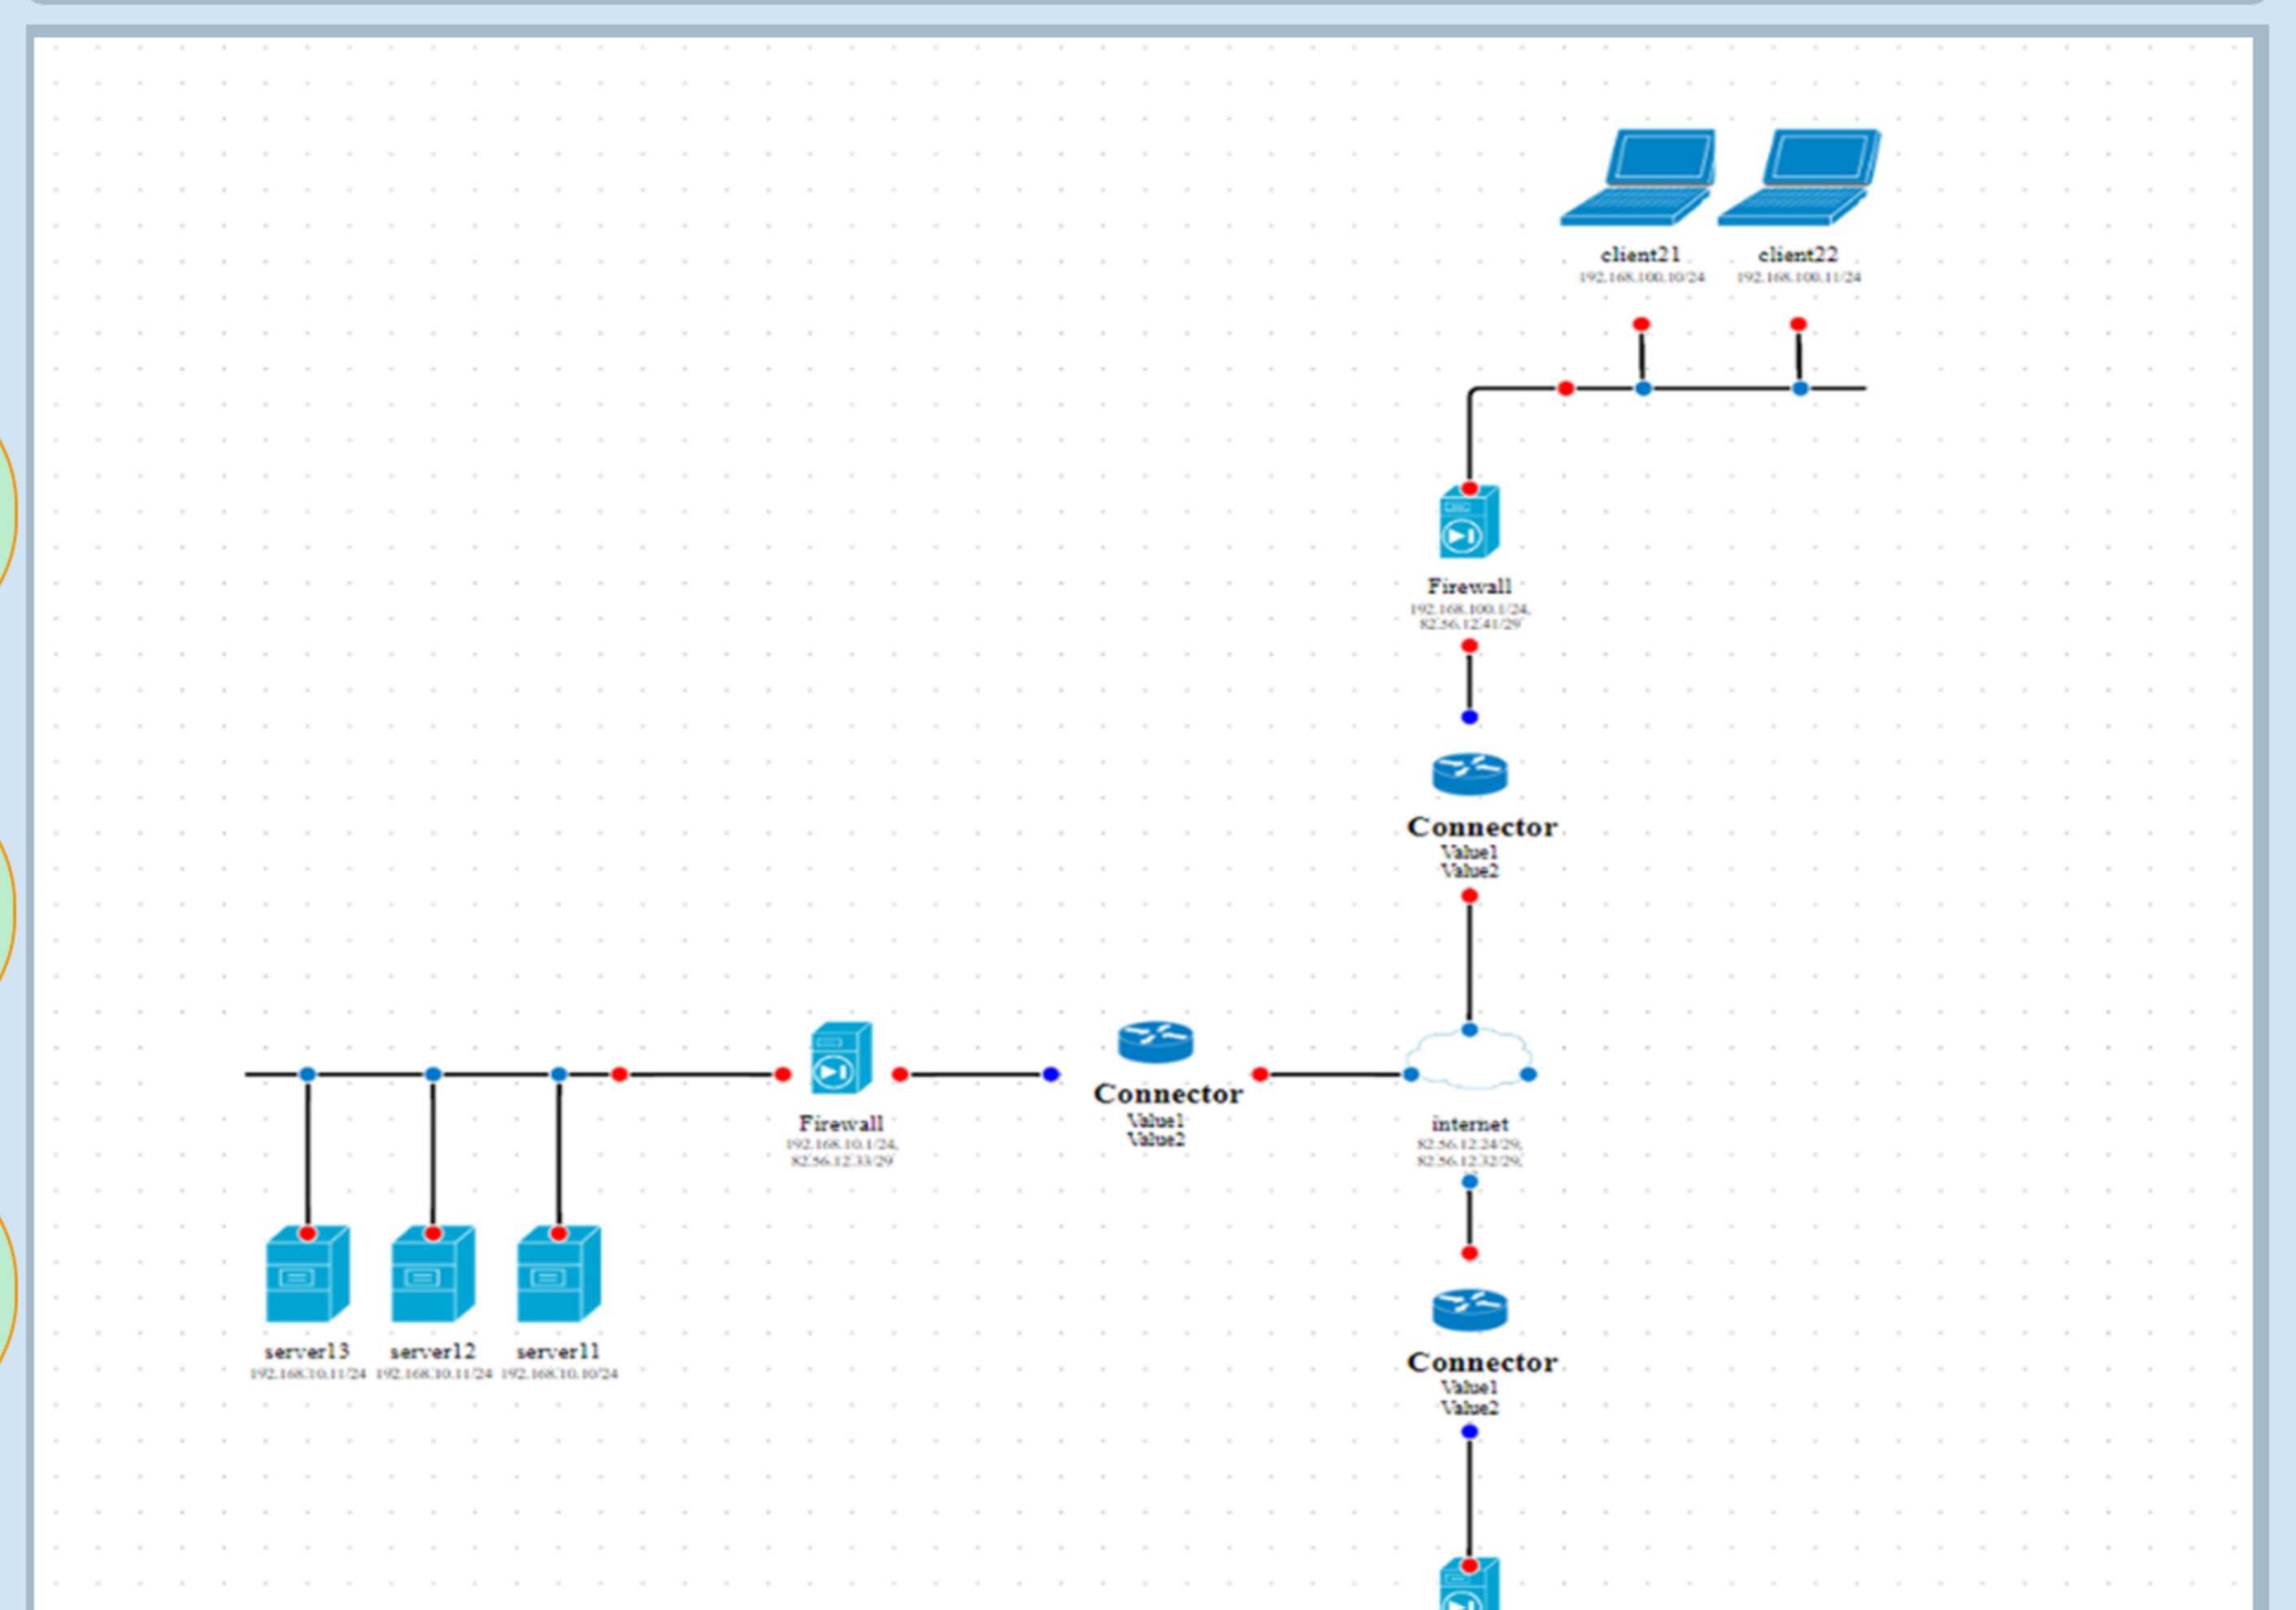 client21
192.168.100.10/24
client22
192.168.100.11/24
Firewall
192.168.100.1/24,
82.56.12.41/29
Connector
Value1
Value2
Firewall
192.168.10.1/24,
82.56.12.33/29
Connector
Value1
Value2
internet
82.56.12.24/29,
82.56.12.32/29,
server13
192.168.10.11/24
server12
192.168.10.11/24
server11
192.168.10.10/24
Connector
Value1
Value2